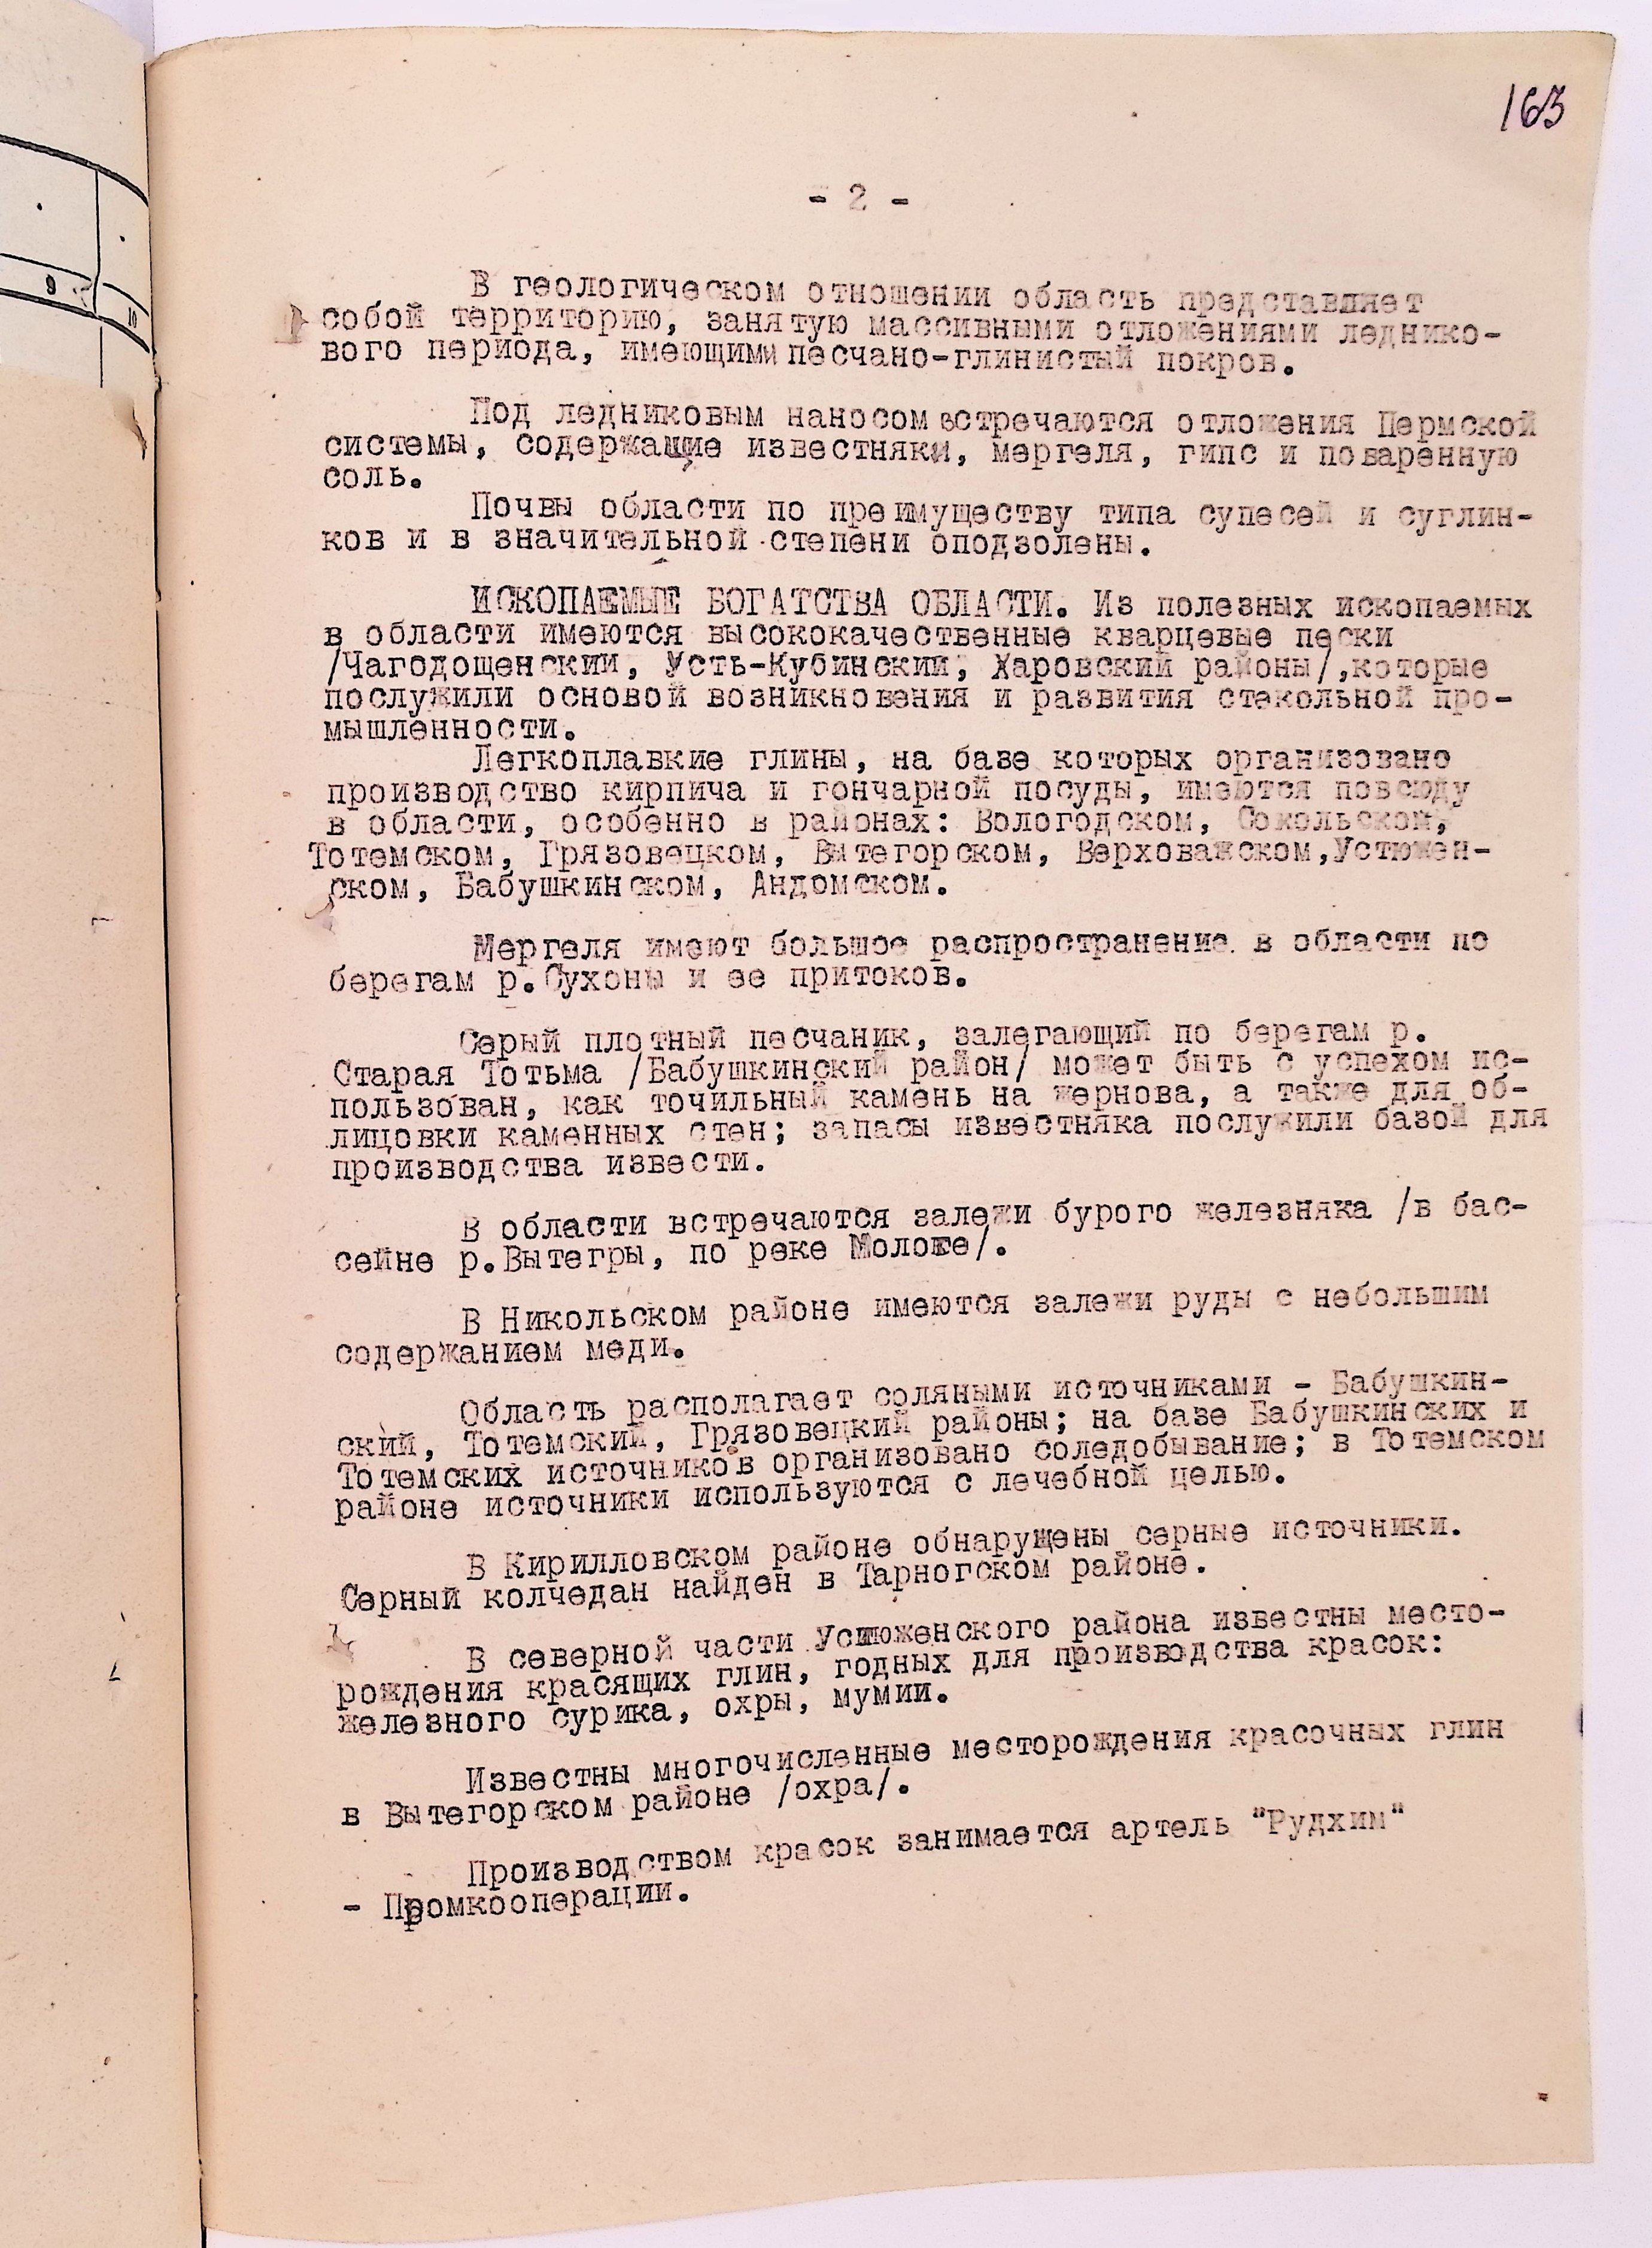 163
- 2 -
В геологическом отношении область представляет
собой территорию, занятую массивными отложениями леднико-
вого периода, имеющими песчано-глинистый покров.
Под ледниковым наносом встречаются отложения Пермской
системы, содержащие известняки, мергеля, гипс и поваренную
соль.
Почвы области по преимуществу типа супесей и суглин-
ков и в значительной степени оподзолены.
ИСКОПАЕМЫЕ БОГАТСТВА ОБЛАСТИ. Из полезных ископаемых
в области имеются высококачественные кварцевые пески
/Чагодощенский, Усть-Кубинский, Харовский районы/,которые
послужили основой возникновения и развития стекольной про-
мышленности.
Легкоплавкие глины, на базе которых организовано
производство кирпича и гончарной посуды, имеются повсюду
в области, особенно в районах: Вологодском, Сокольском,
Тотемском, Грязовецком, Вытегорском, Верховажском,Устюжен-
ском, Бабушкинском, Андомском.
Мергеля имеют большое распространение в области по
берегам р.Сухоны и ее притоков.
Серый плотный песчаник, залегающий по берегам р.
Старая Тотьма /Бабушкинский район/ может быть с успехом ис-
пользован, как точильный камень на жернова, а также для об-
лицовки каменных стен; запасы известняка послужили базой для
производства извести.
В области встречаются залежи бурого железняка /в бас-
сейне р.Вытегры, по реке Мологе/.
В Никольском районе имеются залежи руды с небольшим
содержанием меди.
Область располагает соляными источниками - Бабушкин-
ский, Тотемский, Грязовецкий районы; на базе Бабушкинских и
Тотемских источников организовано соледобывание; в Тотемском
районе источники используются с лечебной целью.
В Кирилловском районе обнаружены серные источники.
Серный колчедан найден в Тарногском районе.
В северной части Устюженского района известны место-
рождения красящих глин, годных для производства красок:
железного сурика, охры, мумии.
Известны многочисленные месторождения красочных глин
в Вытегорском районе /охра/.
Производством красок занимается артель "Рудхим"
- Промкооперации.
9
10